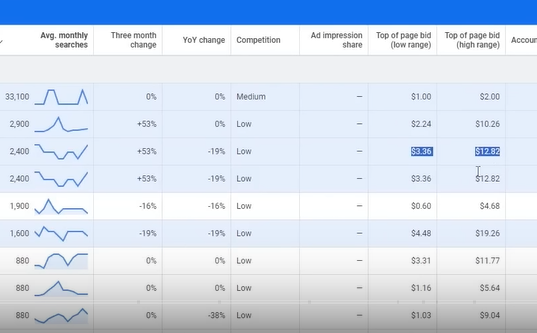 Avg. monthly searches Three month change YoY change Competition Ad impression share Top of page bid (low range) Top of page bid (high range) Accoun
33,100 0% 0% Medium – $1.00 $2.00
2,900 +53% 0% Low – $2.24 $10.26
2,400 +53% -19% Low – $3.36 $12.82
2,400 +53% -19% Low – $3.36 $12.82
1,900 -16% -16% Low – $0.60 $4.68
1,600 -19% -19% Low – $4.48 $19.26
880 0% 0% Low – $3.31 $11.77
880 0% 0% Low – $1.16 $5.64
880 0% -38% Low – $1.03 $9.04